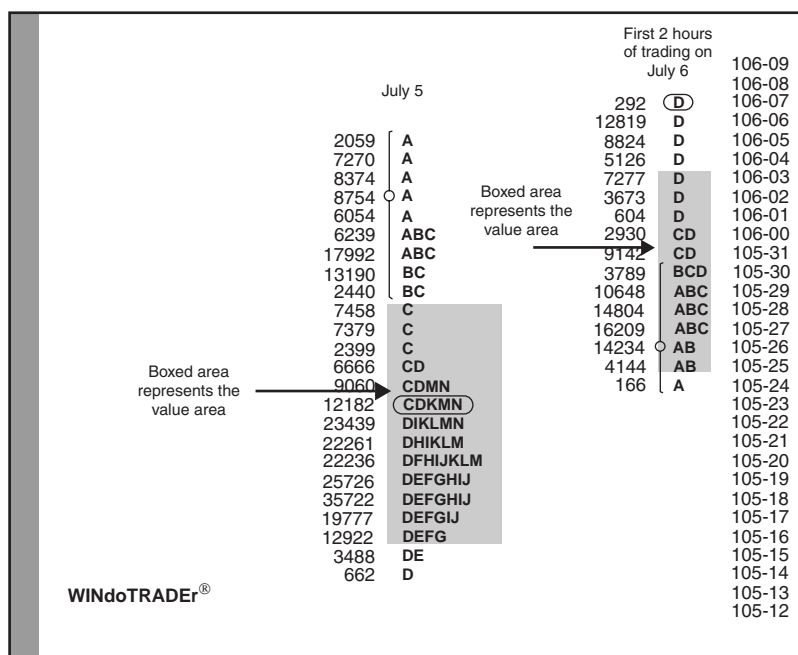 First 2 hours
of trading on
July 6
July 5
106-09
106-08
292 D 106-07
12819 D 106-06
2059 A 8824 D 106-05
7270 A 5126 D 106-04
8374 A 7277 D 106-03
8754 A 3673 D 106-02
6054 A 604 D 106-01
6239 ABC 2930 CD 106-00
17992 ABC 9142 CD 105-31
13190 BC 3789 BCD 105-30
2440 BC 10648 ABC 105-29
7458 C 14804 ABC 105-28
7379 C 16209 ABC 105-27
2399 C 14234 AB 105-26
6666 CD 4144 AB 105-25
9060 CDMN 166 A 105-24
12182 CDKMN 105-23
23439 DIKLMN 105-22
22261 DHIKLM 105-21
22236 DFHIJKLM 105-20
25726 DEFGHIJ 105-19
35722 DEFGHIJ 105-18
19777 DEFGIJ 105-17
12922 DEFG 105-16
3488 DE 105-15
662 D 105-14
105-13
105-12
Boxed area
represents the
value area
Boxed area
represents the
value area
WINdoTRADEr®